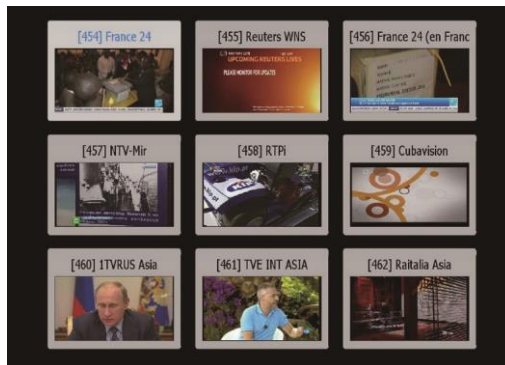 [454] France 24
[455] Reuters WNS
[456] France 24 (en Franc
UPCOMING REUTERS LIVES
PLEASE MONITOR FOR UPDATES
[457] NTV-Mir
[458] RTPi
[459] Cubavision
[460] 1TVRUS Asia
[461] TVE INT ASIA
[462] Raitalia Asia